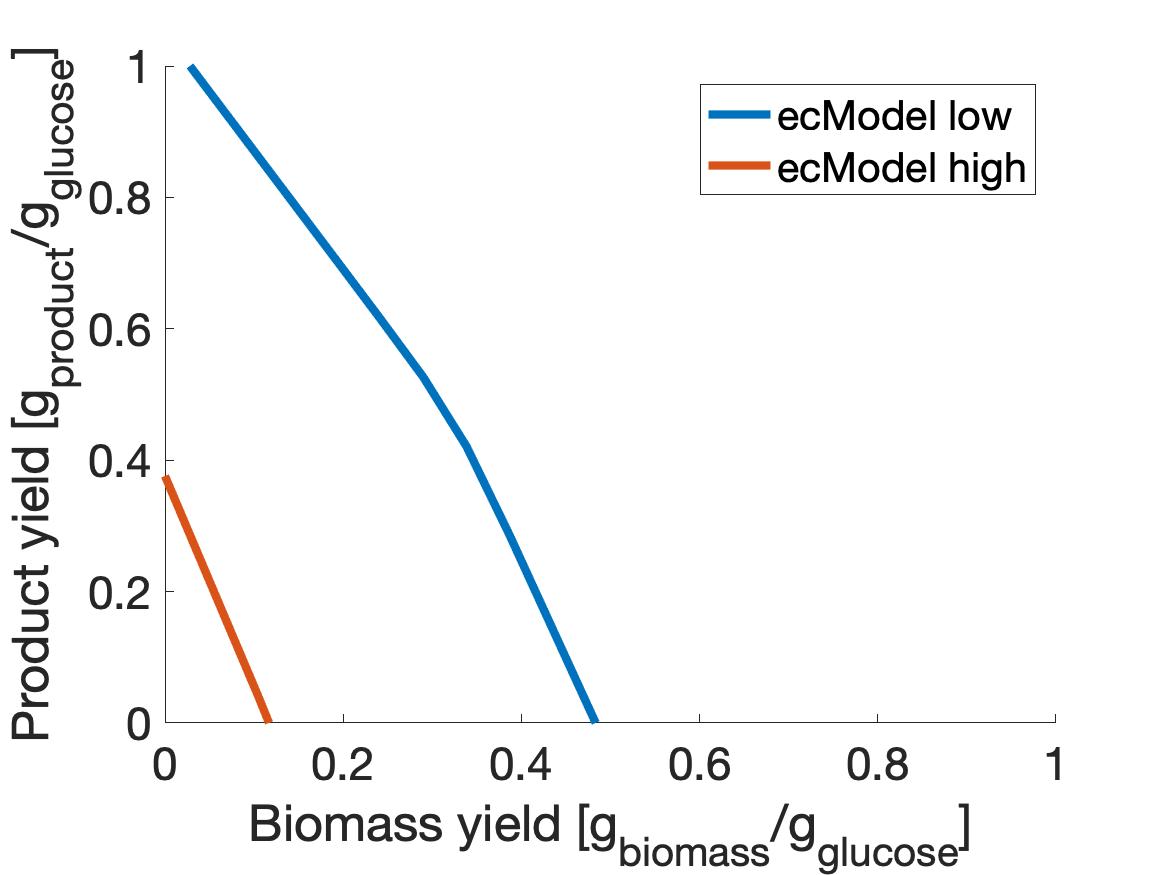 Product yield [g_product/g_glucose]
1
0.8
0.6
0.4
0.2
0
ecModel low
ecModel high
0 0.2 0.4 0.6 0.8 1
Biomass yield [g_biomass/g_glucose]